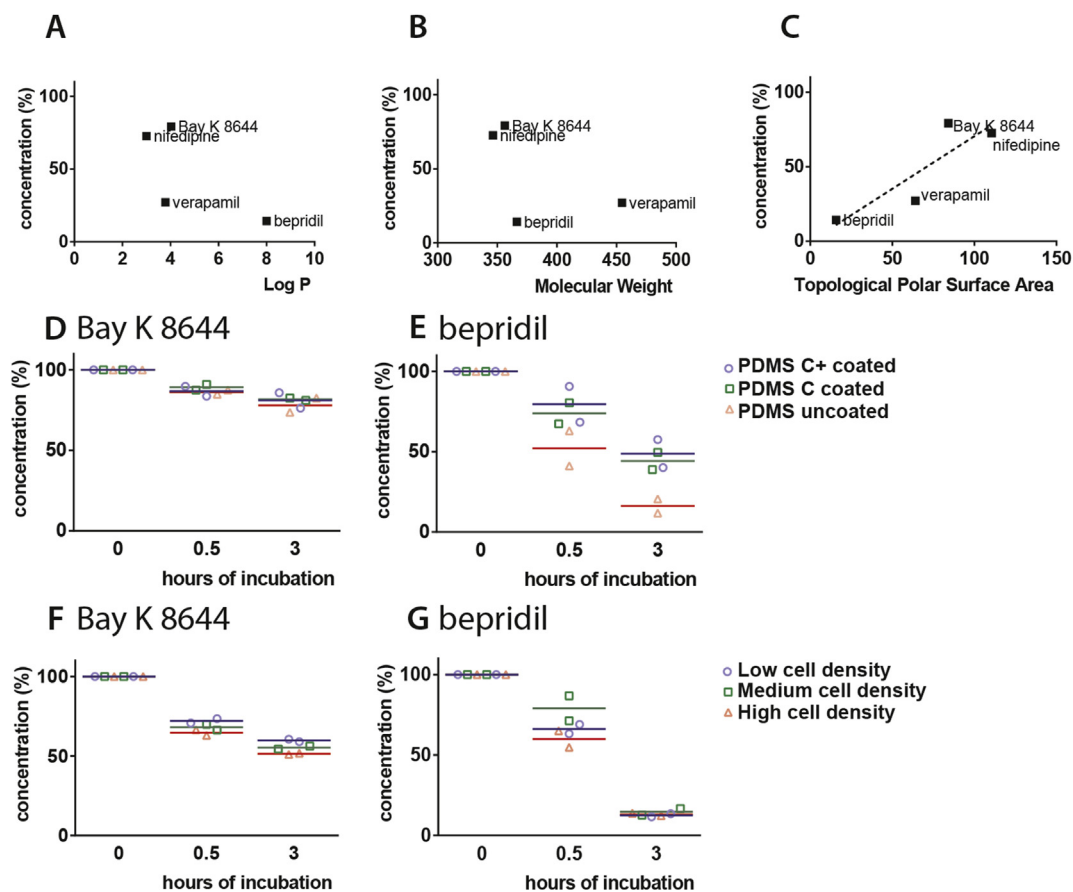 A
concentration (%)
100
50
0
Bay K 8644
nifedipine
verapamil
bepridil
0 2 4 6 8 10
Log P
B
concentration (%)
100
50
0
Bay K 8644
nifedipine
verapamil
bepridil
300 350 400 450 500
Molecular Weight
C
concentration (%)
100
50
0
Bay K 8644
nifedipine
verapamil
bepridil
0 50 100 150
Topological Polar Surface Area
D Bay K 8644
concentration (%)
100
50
0
0 0.5 3
hours of incubation
E bepridil
concentration (%)
100
50
0
0 0.5 3
hours of incubation
PDMS C+ coated
PDMS C coated
PDMS uncoated
F Bay K 8644
concentration (%)
100
50
0
0 0.5 3
hours of incubation
G bepridil
concentration (%)
100
50
0
0 0.5 3
hours of incubation
Low cell density
Medium cell density
High cell density